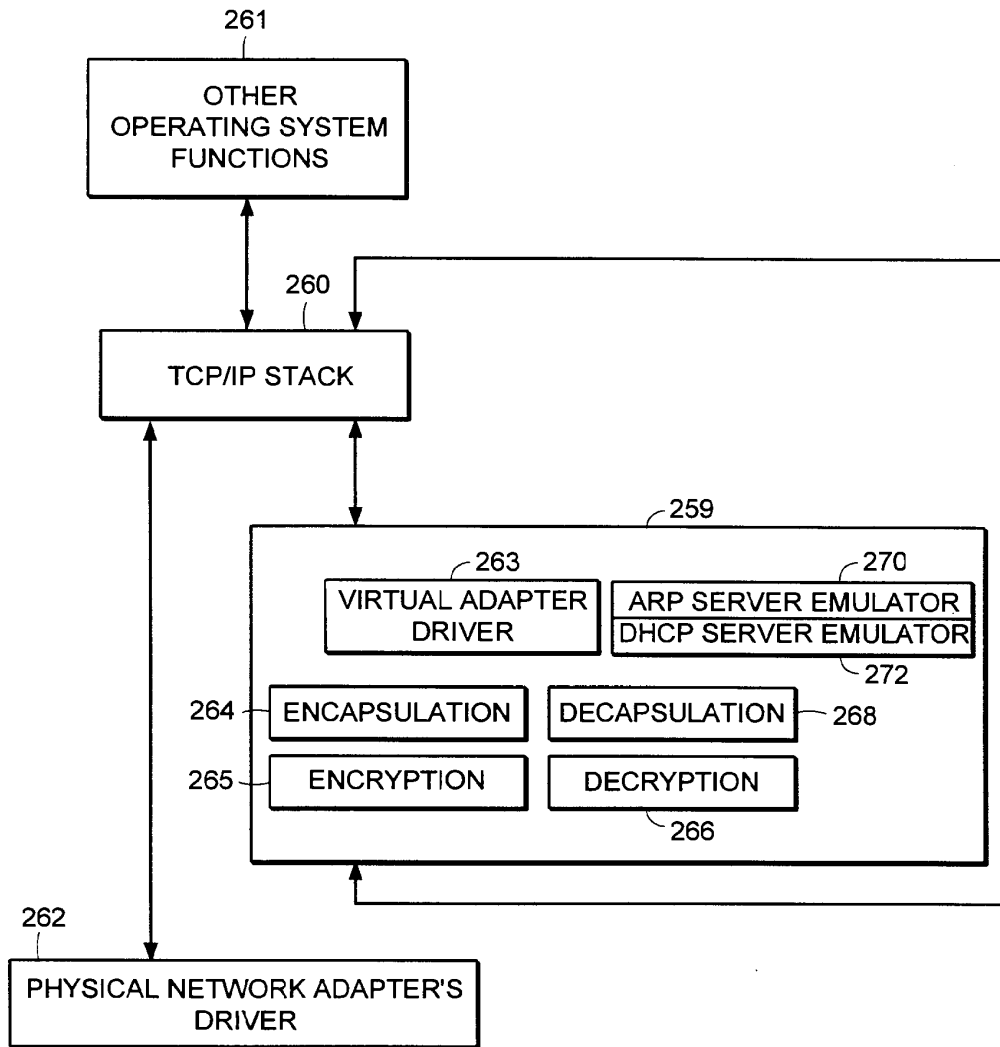 261
OTHER
OPERATING SYSTEM
FUNCTIONS
260
TCP/IP STACK
259
263
VIRTUAL ADAPTER
DRIVER
270
ARP SERVER EMULATOR
DHCP SERVER EMULATOR
272
264
ENCAPSULATION
DECAPSULATION
268
265
ENCRYPTION
DECRYPTION
266
262
PHYSICAL NETWORK ADAPTER'S
DRIVER